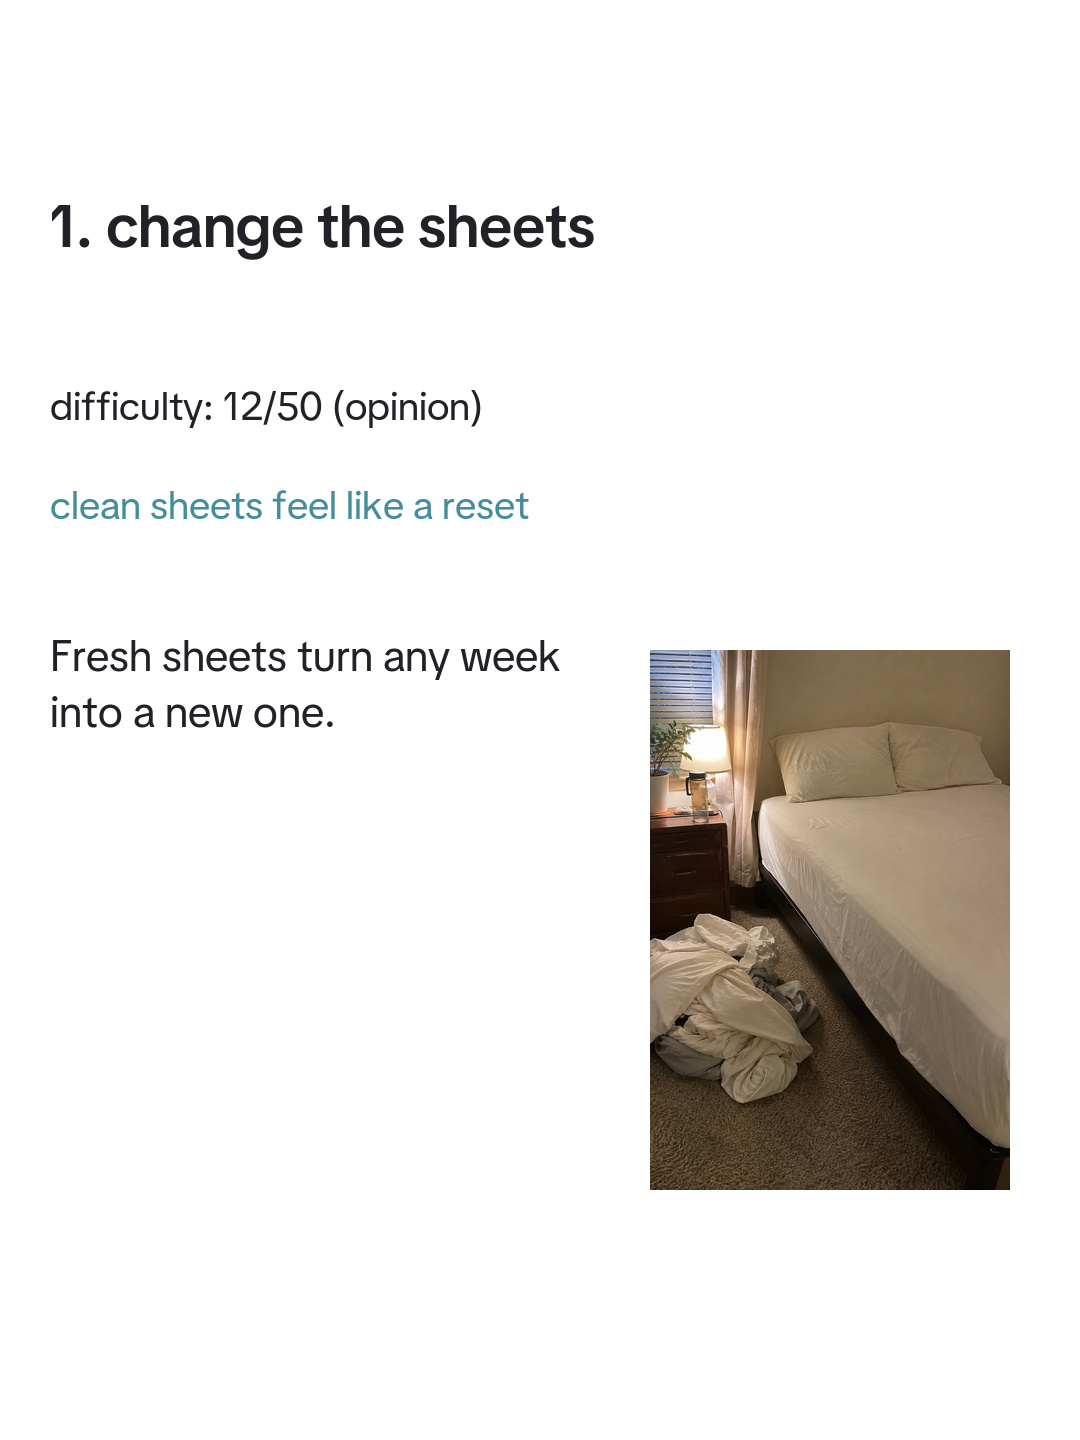 1. change the sheets
difficulty: 12/50 (opinion)
clean sheets feel like a reset
Fresh sheets turn any week
into a new one.